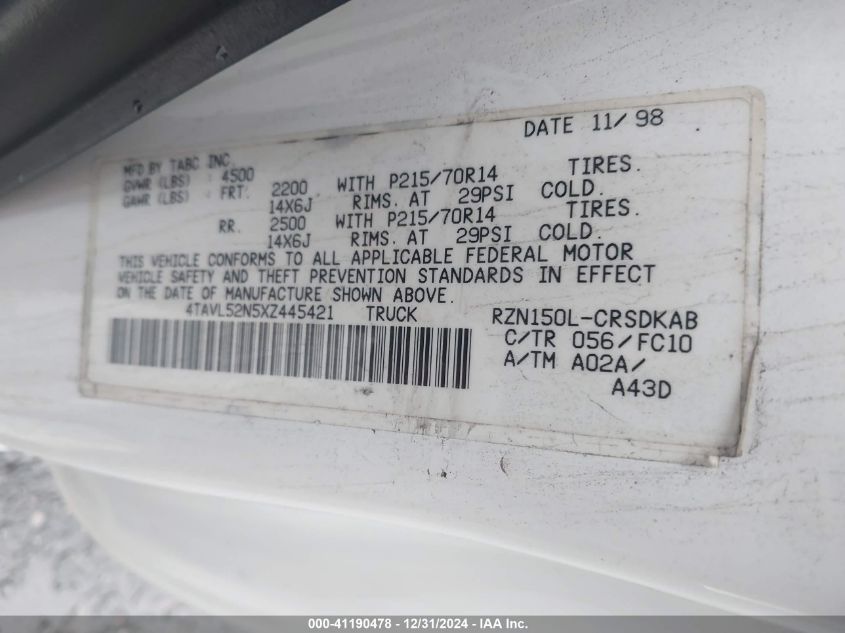 DATE 11/98
MFD BY TABC INC.
GVWR (LBS) : 4500
GAWR (LBS) : FRT. 2200 WITH P215/70R14 TIRES.
14X6J RIMS. AT 29PSI COLD.
RR. 2500 WITH P215/70R14 TIRES.
14X6J RIMS. AT 29PSI COLD.
THIS VEHICLE CONFORMS TO ALL APPLICABLE FEDERAL MOTOR
VEHICLE SAFETY AND THEFT PREVENTION STANDARDS IN EFFECT
ON THE DATE OF MANUFACTURE SHOWN ABOVE.
4TAVL52N5XZ445421 TRUCK RZN150L-CRSDKAB
C/TR 056/FC10
A/TM A02A/
A43D
000-41190478 - 12/31/2024 - IAA Inc.